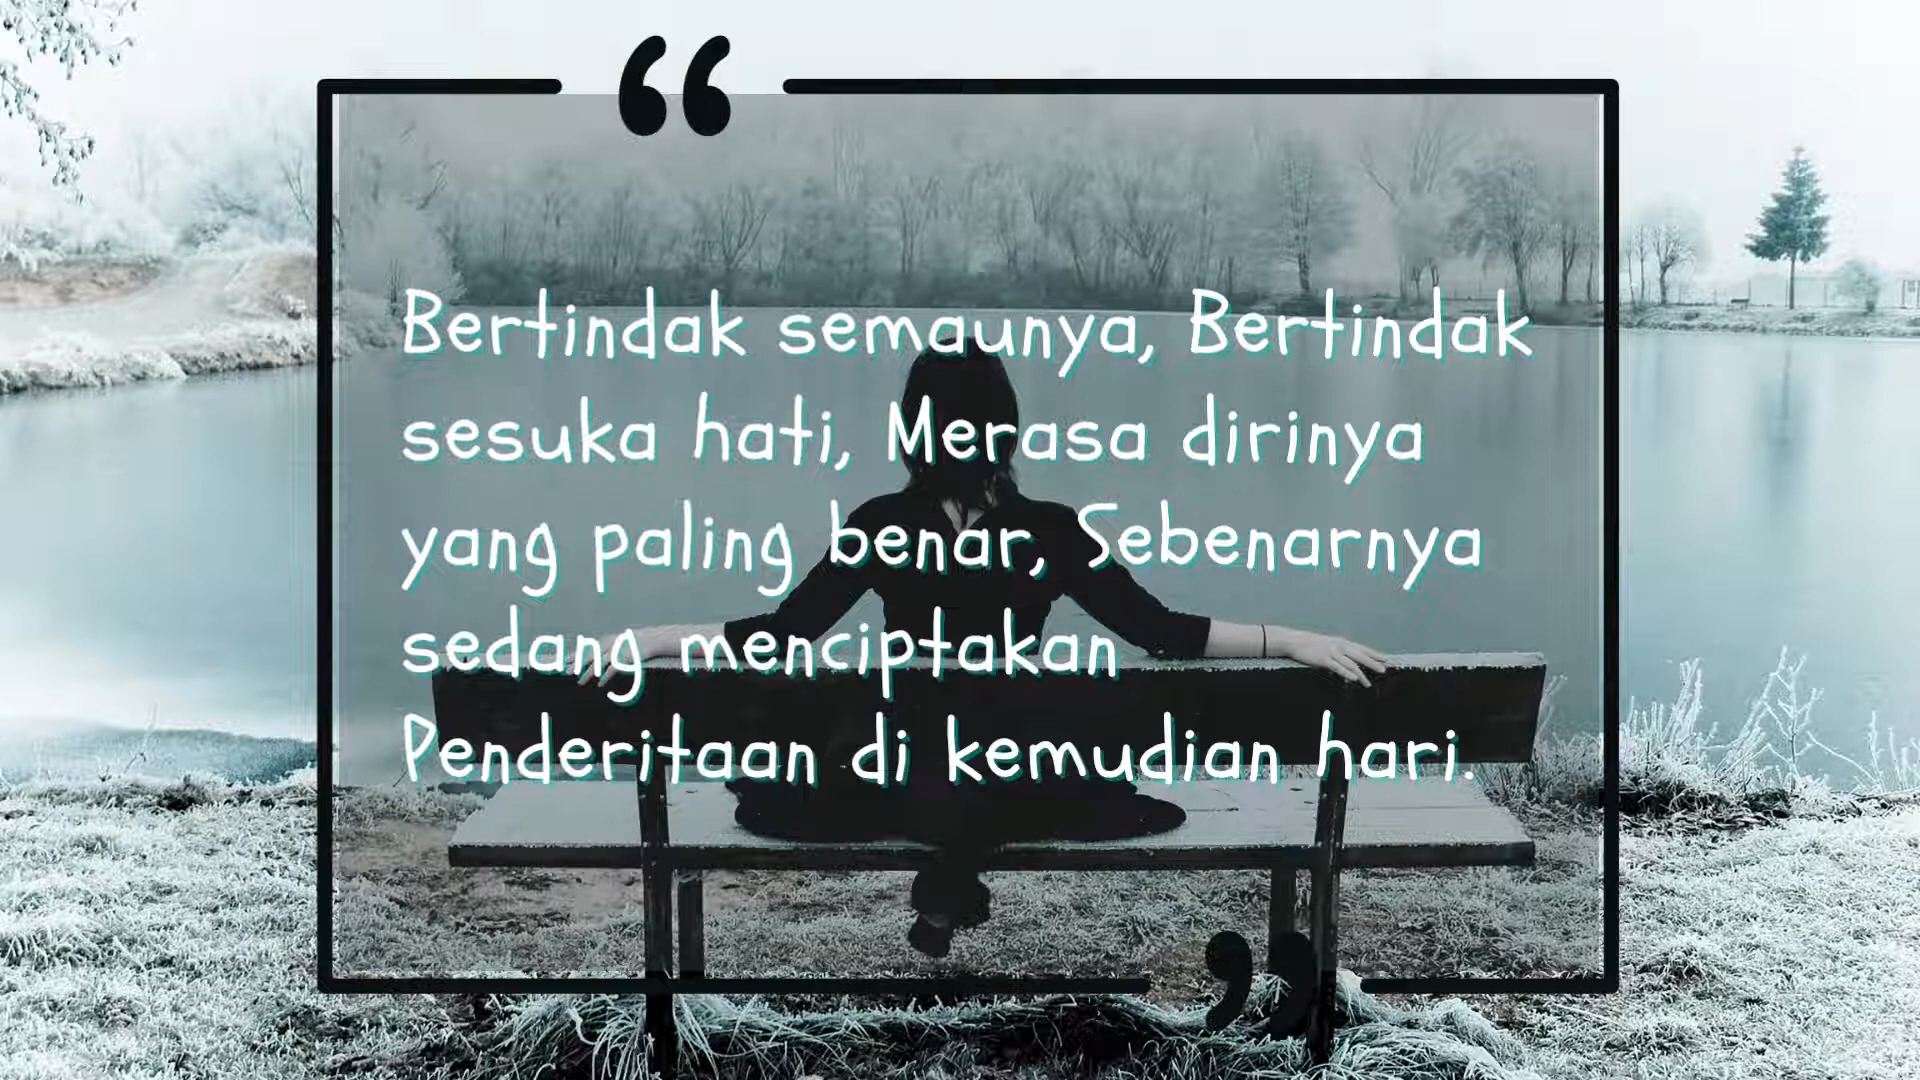 Bertindak semaunya, Bertindak
sesuka hati, Merasa dirinya
yang paling benar, Sebenarnya
sedang menciptakan
Penderitaan di kemudian hari.